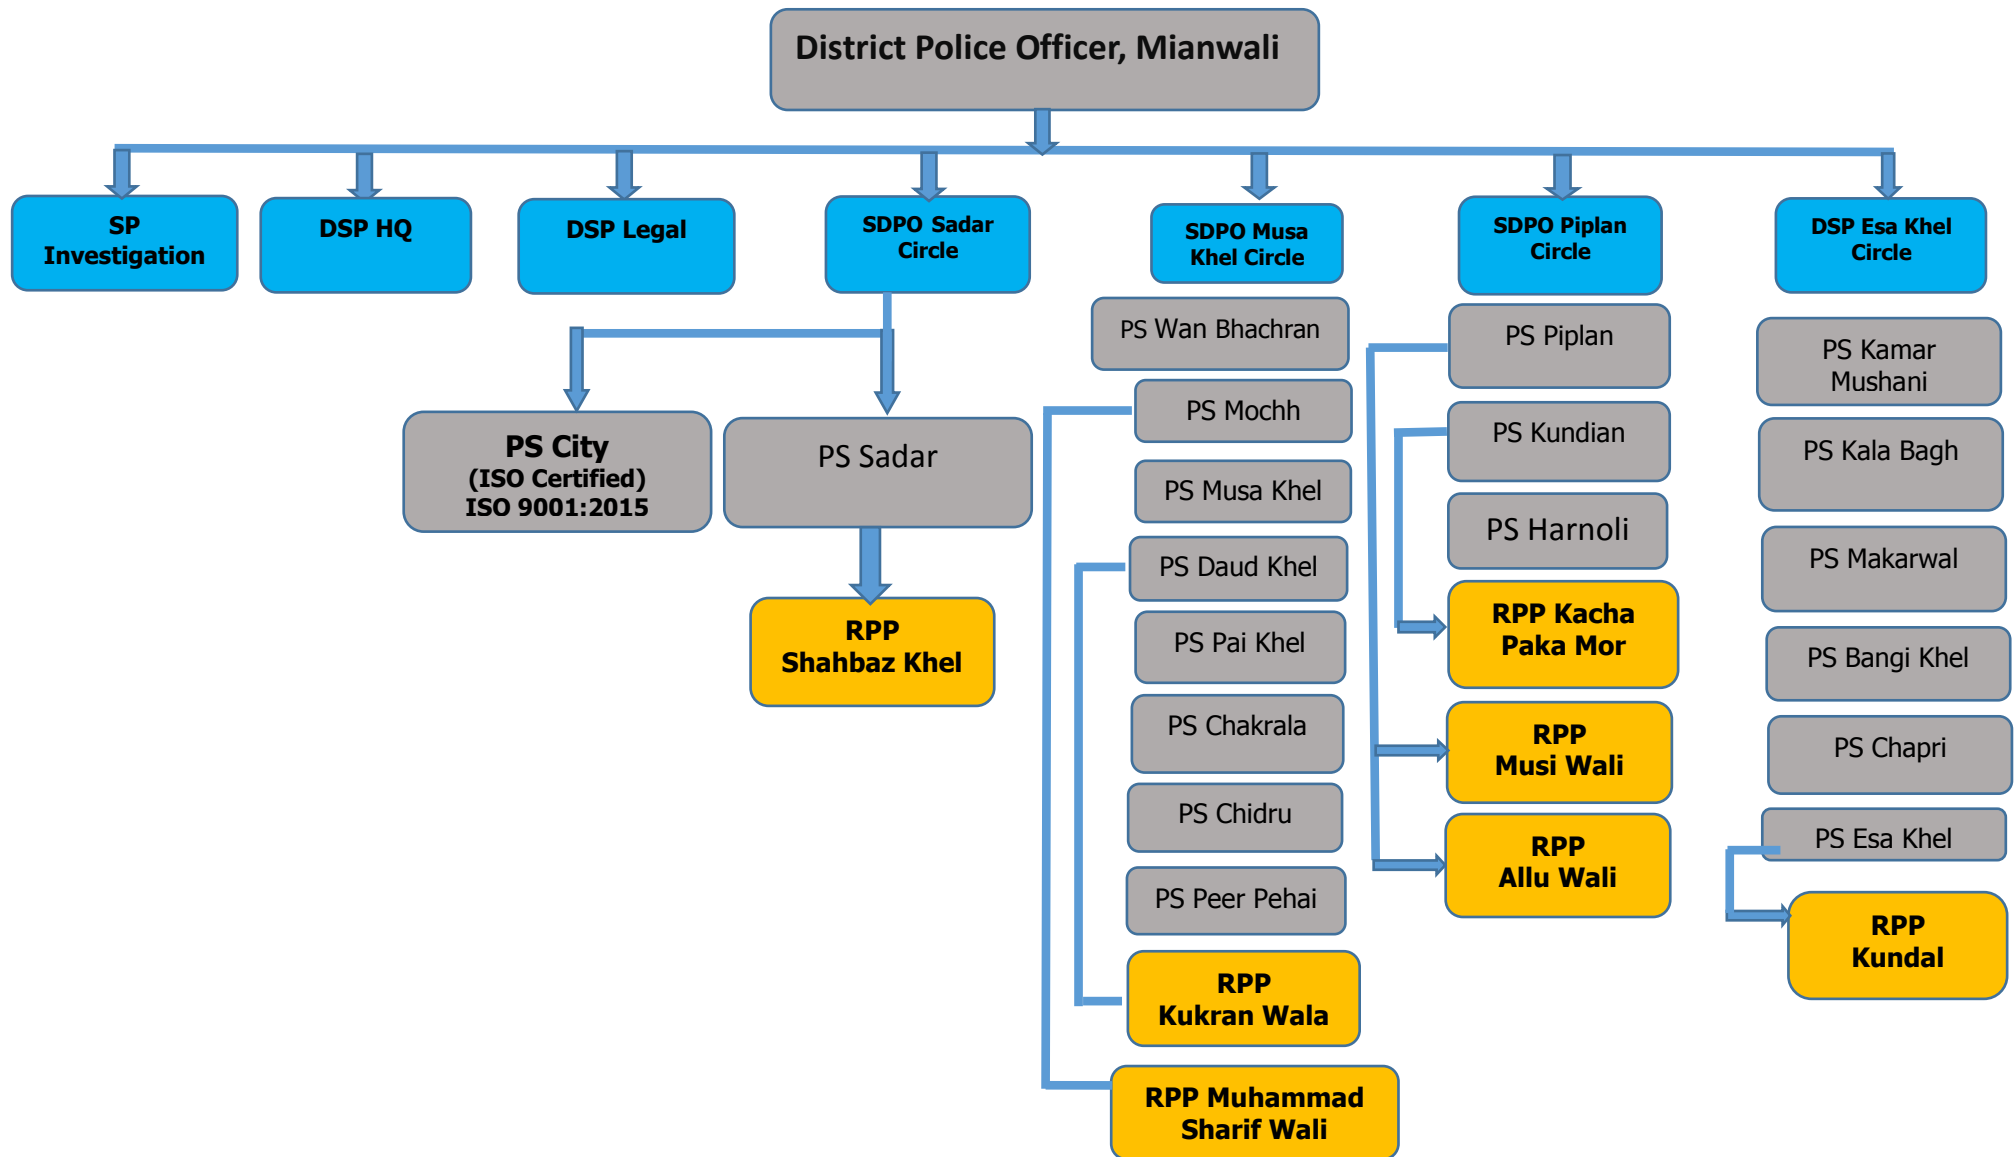 District Police Officer, Mianwali
SP
Investigation
DSP HQ
DSP Legal
SDPO Sadar
Circle
SDPO Musa
Khel Circle
SDPO Piplan
Circle
DSP Esa Khel
Circle
PS City
(ISO Certified)
ISO 9001:2015
PS Sadar
RPP
Shahbaz Khel
PS Wan Bhachran
PS Mochh
PS Musa Khel
PS Daud Khel
PS Pai Khel
PS Chakrala
PS Chidru
PS Peer Pehai
RPP
Kukran Wala
RPP Muhammad
Sharif Wali
PS Piplan
PS Kundian
PS Harnoli
RPP Kacha
Paka Mor
RPP
Musi Wali
RPP
Allu Wali
PS Kamar
Mushani
PS Kala Bagh
PS Makarwal
PS Bangi Khel
PS Chapri
PS Esa Khel
RPP
Kundal